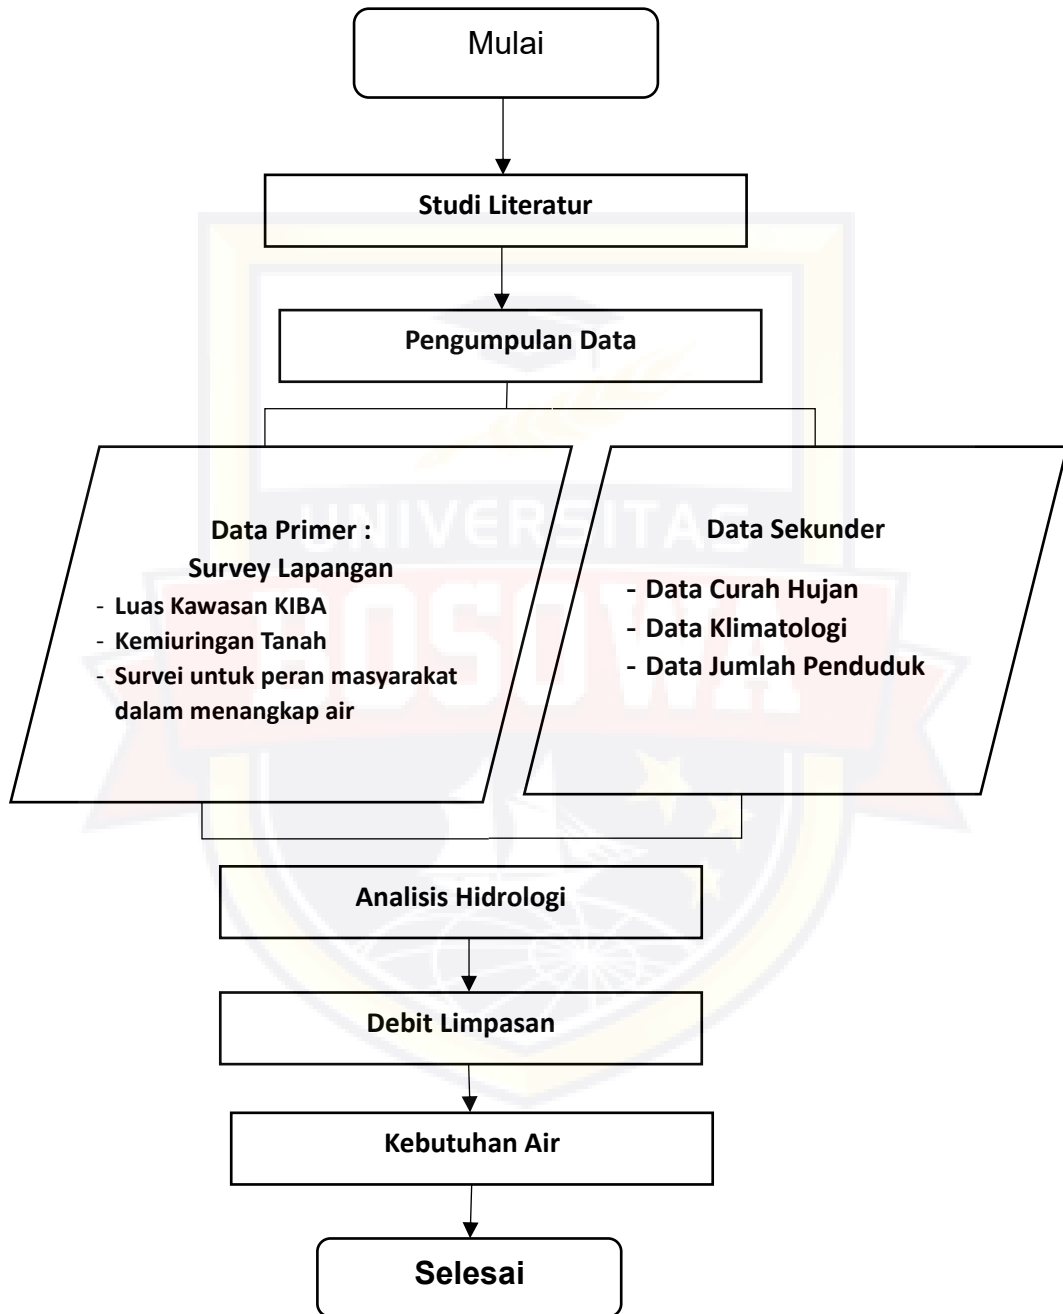 Mulai
Studi Literatur
Pengumpulan Data
Data Primer :
Survey Lapangan
- Luas Kawasan KIBA
- Kemiuringan Tanah
- Survei untuk peran masyarakat
dalam menangkap air
Data Sekunder
- Data Curah Hujan
- Data Klimatologi
- Data Jumlah Penduduk
UNIVERSITAS
BOSOWA
Analisis Hidrologi
Debit Limpasan
Kebutuhan Air
Selesai